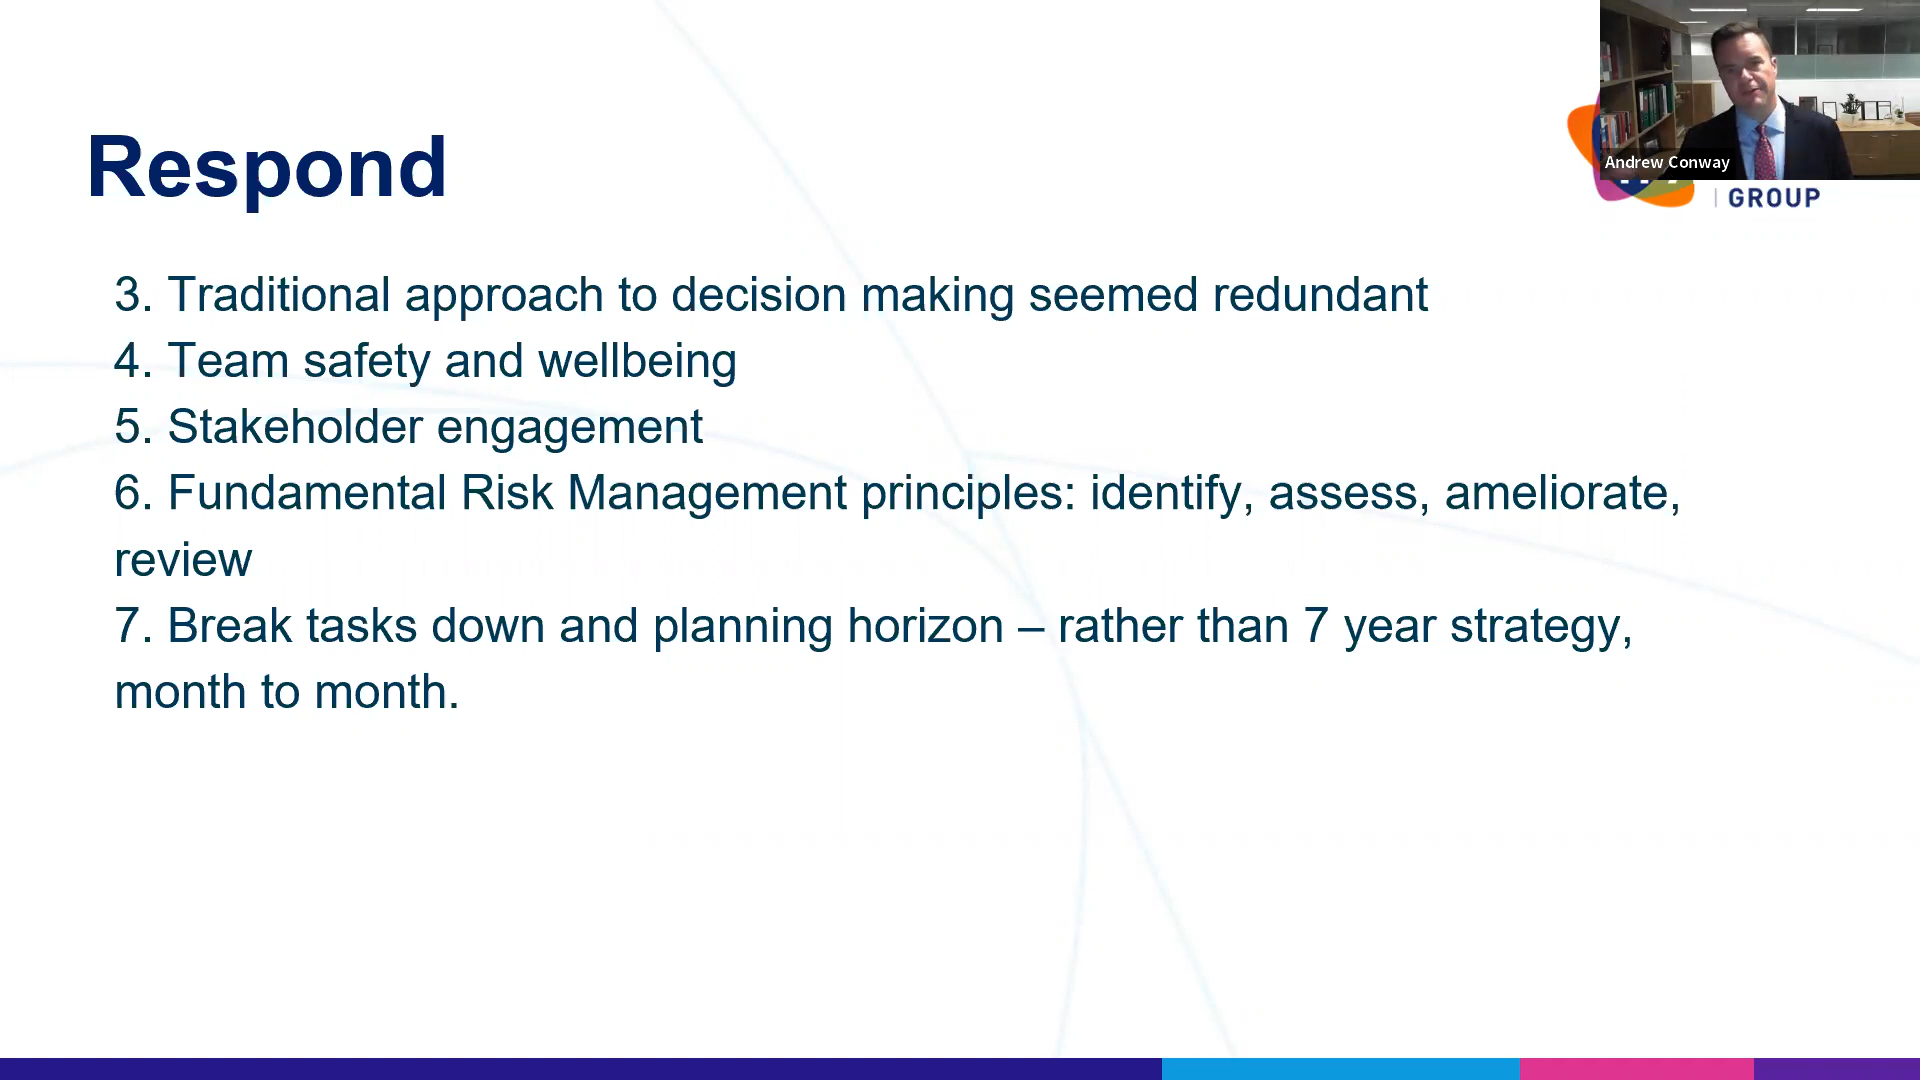 Respond
Andrew Conway
GROUP
3. Traditional approach to decision making seemed redundant
4. Team safety and wellbeing
5. Stakeholder engagement
6. Fundamental Risk Management principles: identify, assess, ameliorate,
review
7. Break tasks down and planning horizon – rather than 7 year strategy,
month to month.